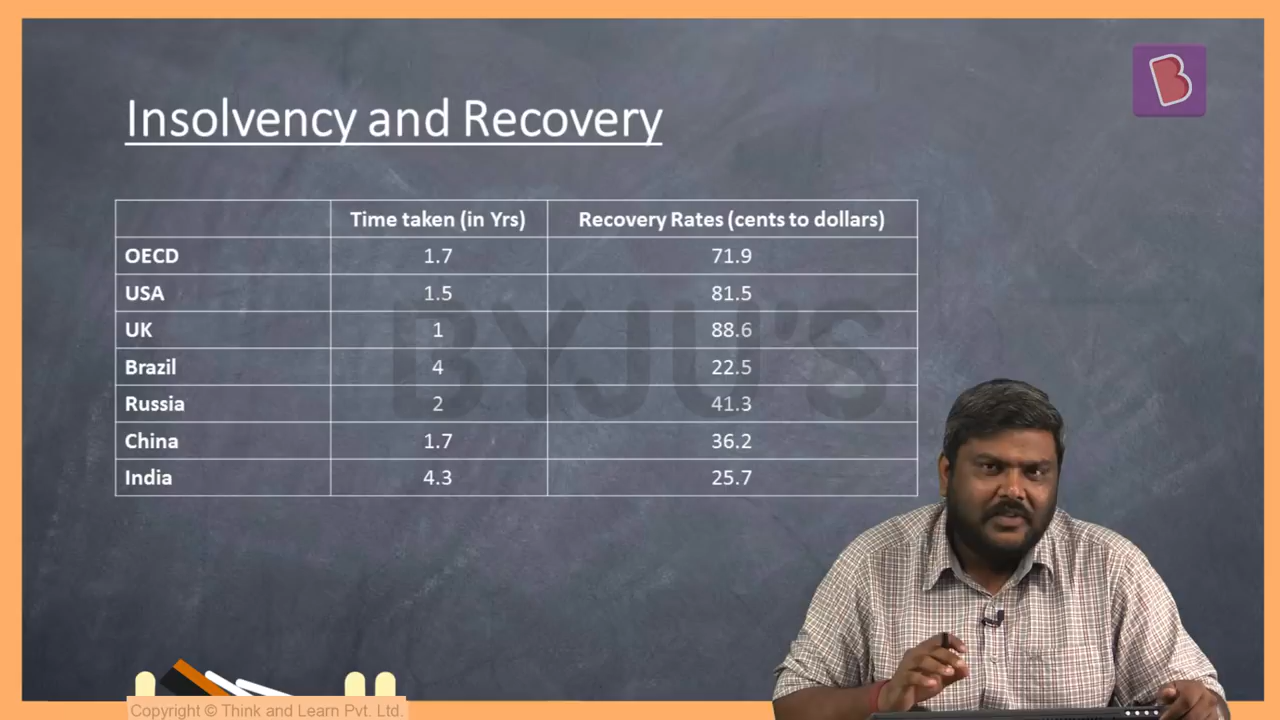 B
Insolvency and Recovery
Time taken (in Yrs) Recovery Rates (cents to dollars)
OECD 1.7 71.9
USA 1.5 81.5
UK 1 88.6
Brazil 4 22.5
Russia 2 41.3
China 1.7 36.2
India 4.3 25.7
BYJU'S
Copyright © Think and Learn Pvt. Ltd.